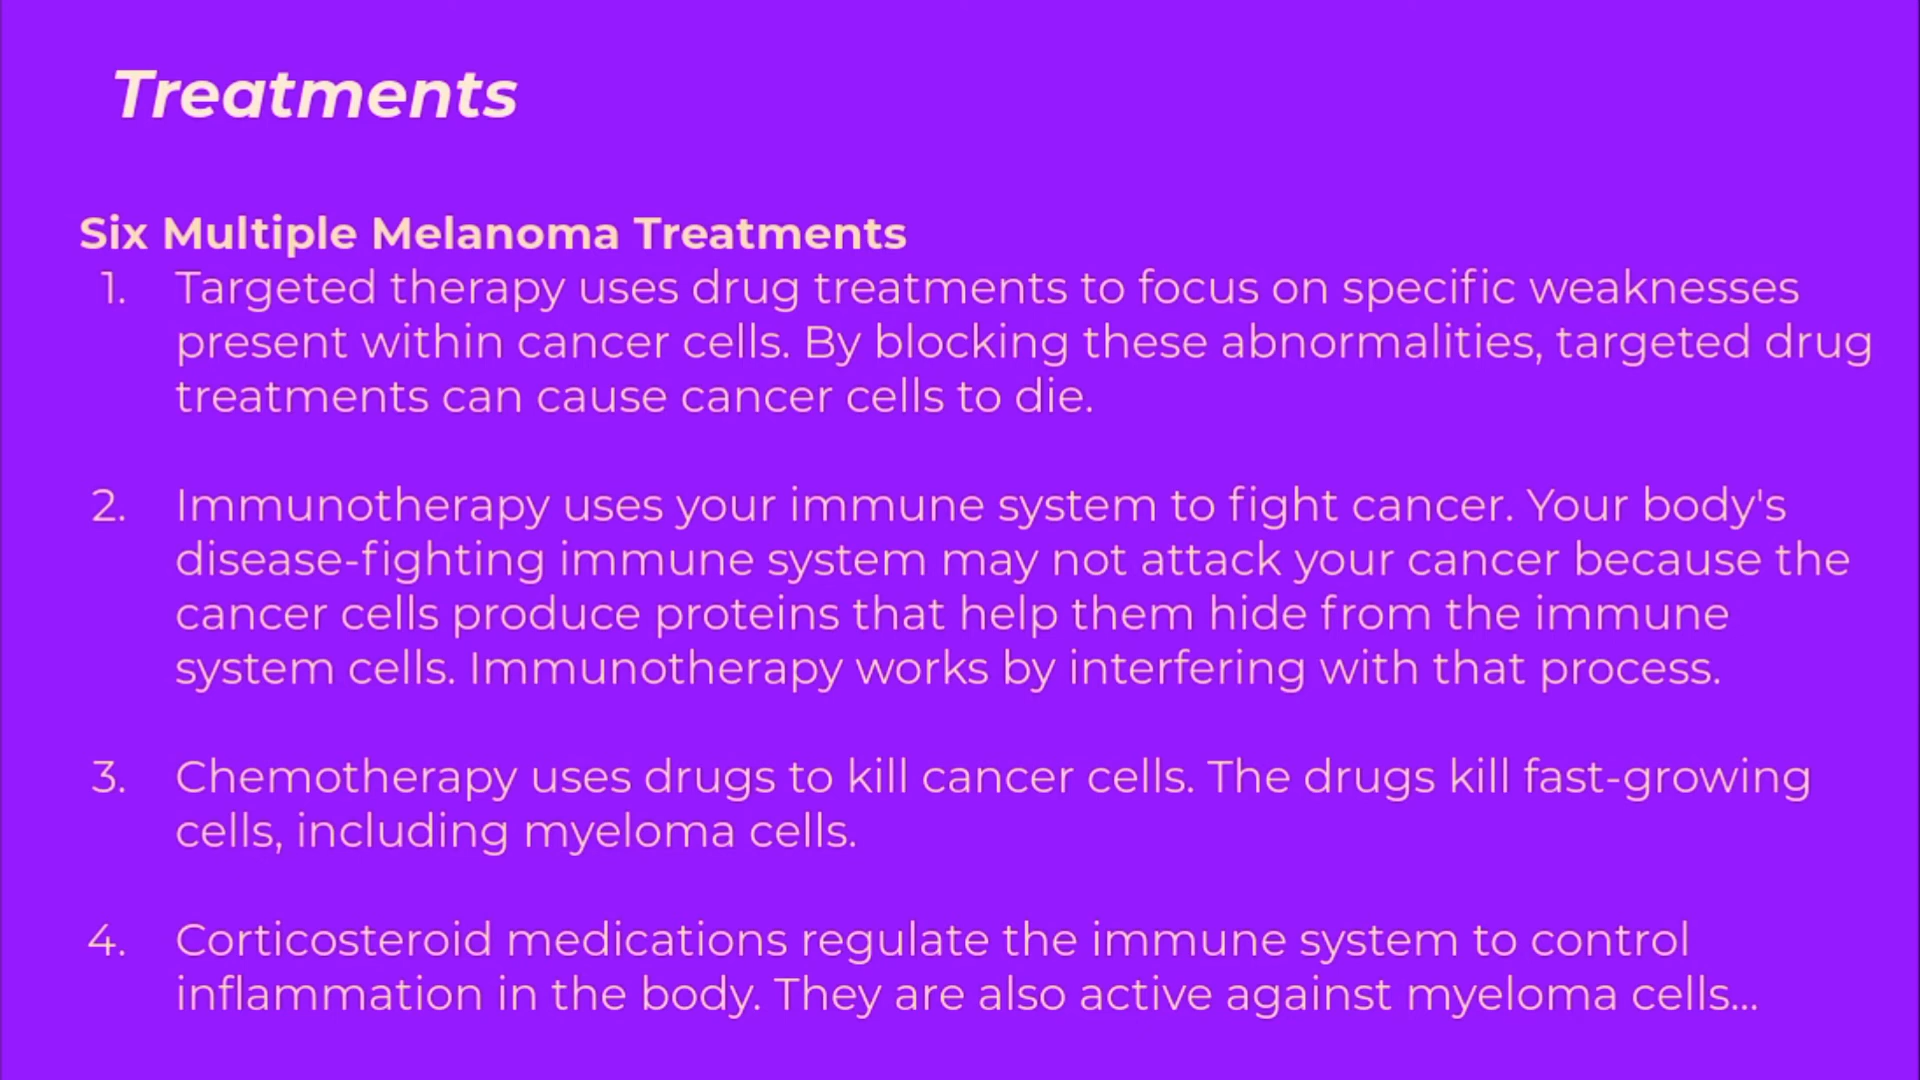 Treatments
Six Multiple Melanoma Treatments
1. Targeted therapy uses drug treatments to focus on specific weaknesses
present within cancer cells. By blocking these abnormalities, targeted drug
treatments can cause cancer cells to die.
2. Immunotherapy uses your immune system to fight cancer. Your body's
disease-fighting immune system may not attack your cancer because the
cancer cells produce proteins that help them hide from the immune
system cells. Immunotherapy works by interfering with that process.
3. Chemotherapy uses drugs to kill cancer cells. The drugs kill fast-growing
cells, including myeloma cells.
4. Corticosteroid medications regulate the immune system to control
inflammation in the body. They are also active against myeloma cells...